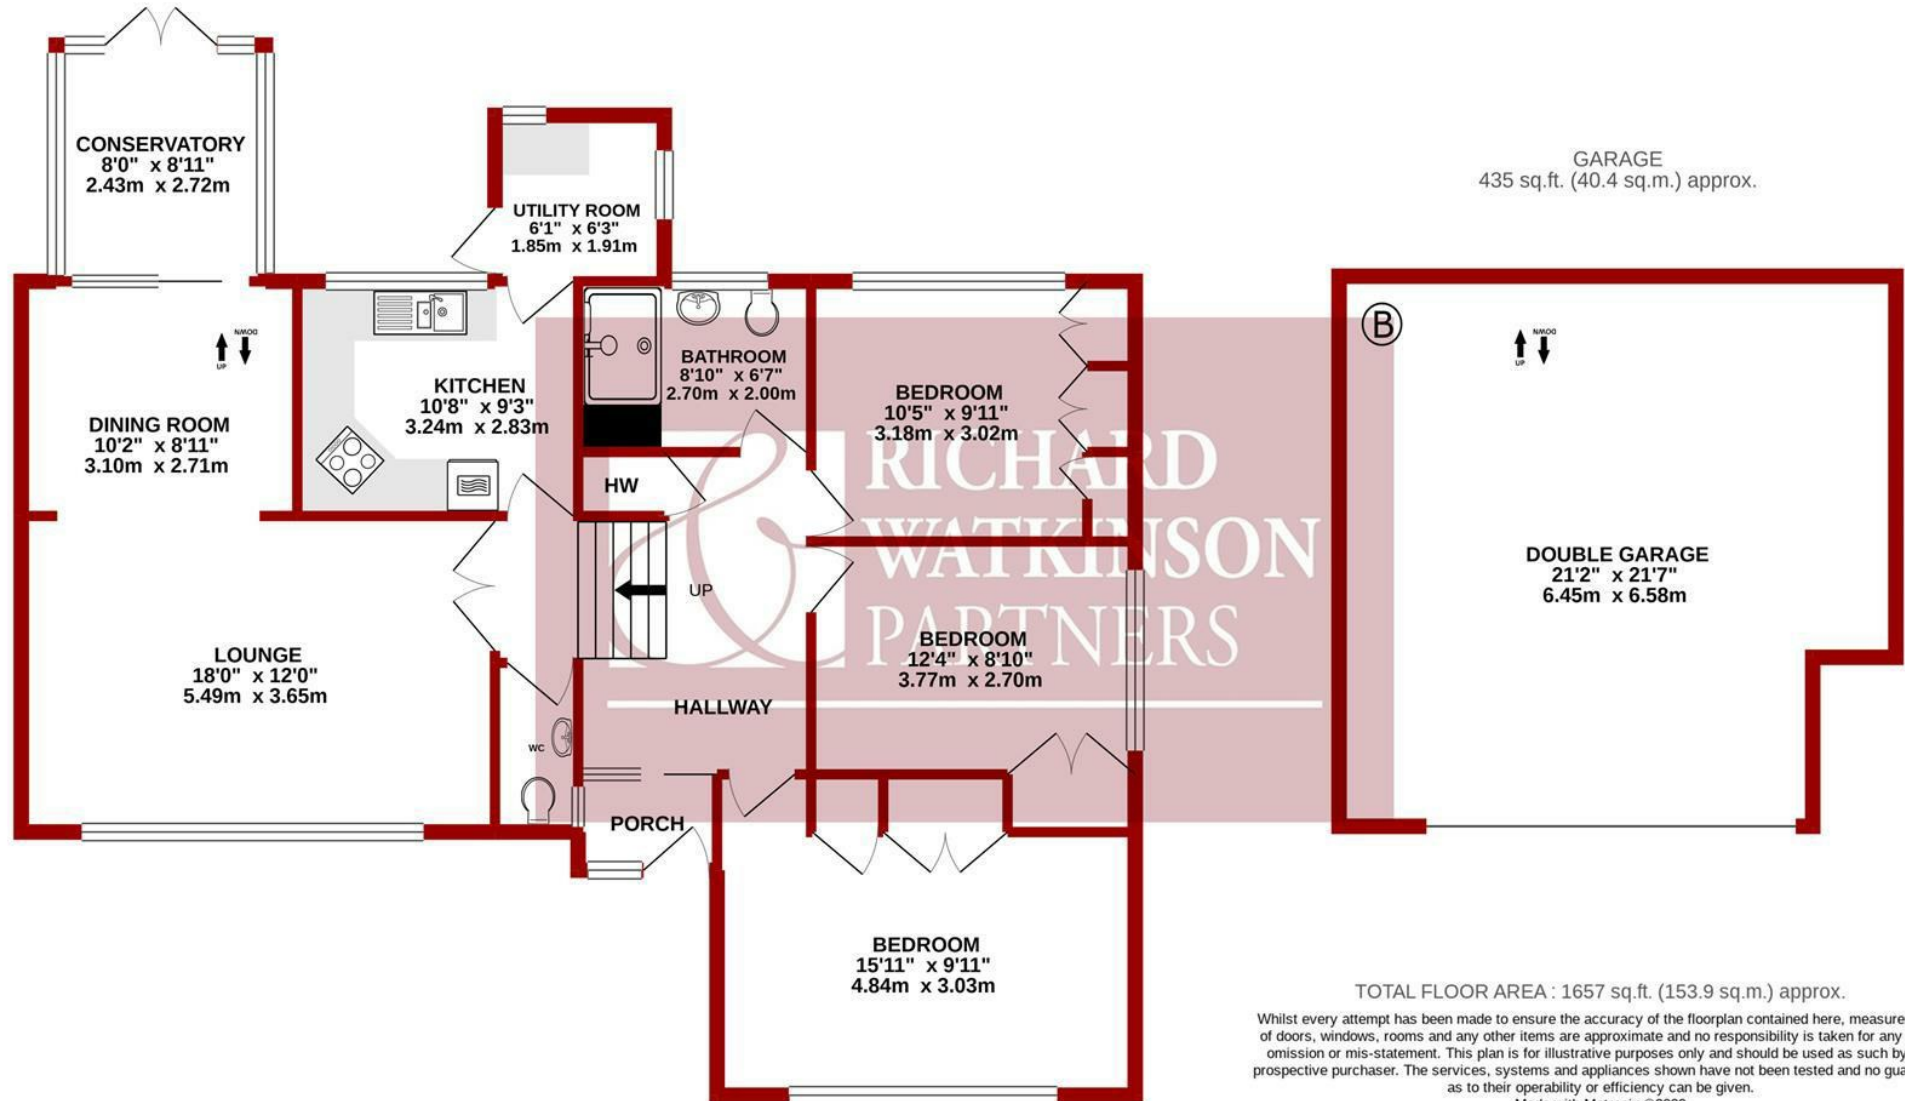 CONSERVATORY
8'0" x 8'11"
2.43m x 2.72m
UTILITY ROOM
6'1" x 6'3"
1.85m x 1.91m
GARAGE
435 sq.ft. (40.4 sq.m.) approx.
UP
DOWN
DINING ROOM
10'2" x 8'11"
3.10m x 2.71m
KITCHEN
10'8" x 9'3"
3.24m x 2.83m
BATHROOM
8'10" x 6'7"
2.70m x 2.00m
BEDROOM
10'5" x 9'11"
3.18m x 3.02m
B
UP
DOWN
HW
&
RICHARD
WATKINSON
PARTNERS
UP
DOUBLE GARAGE
21'2" x 21'7"
6.45m x 6.58m
LOUNGE
18'0" x 12'0"
5.49m x 3.65m
BEDROOM
12'4" x 8'10"
3.77m x 2.70m
HALLWAY
WC
PORCH
BEDROOM
15'11" x 9'11"
4.84m x 3.03m
TOTAL FLOOR AREA : 1657 sq.ft. (153.9 sq.m.) approx.
Whilst every attempt has been made to ensure the accuracy of the floorplan contained here, measure
of doors, windows, rooms and any other items are approximate and no responsibility is taken for any
omission or mis-statement. This plan is for illustrative purposes only and should be used as such by
prospective purchaser. The services, systems and appliances shown have not been tested and no gua
as to their operability or efficiency can be given.